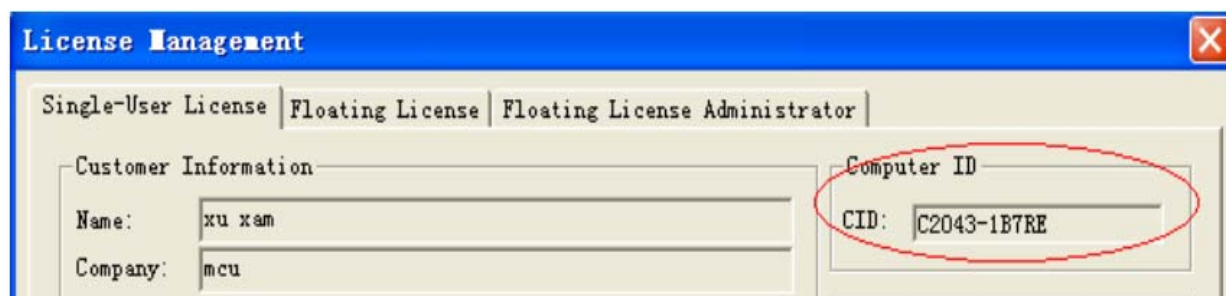 License Management
Single-User License Floating License Floating License Administrator
Customer Information
Name: xu xam
Company: mcu
Computer ID
CID: C2043-1B7RE